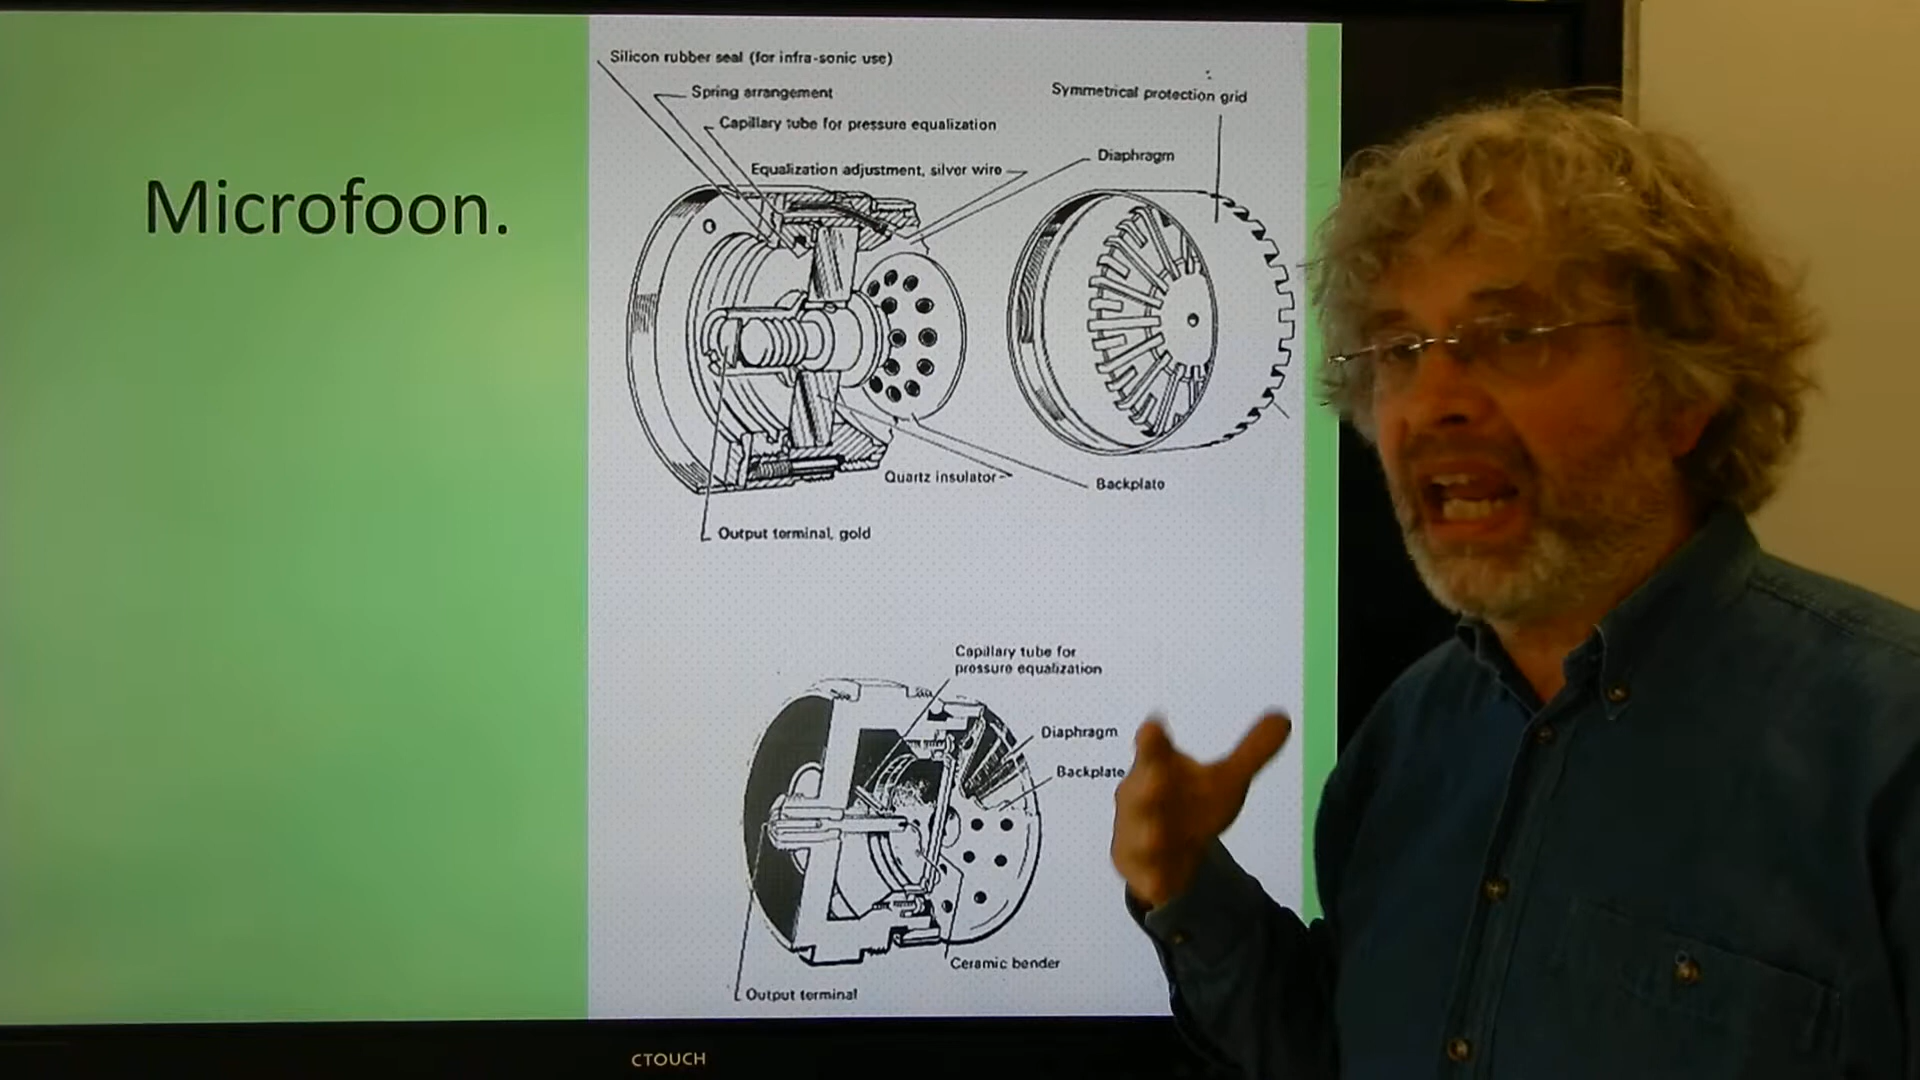 Microfoon.
Silicon rubber seal (for infra-sonic use)
Spring arrangement
Capillary tube for pressure equalization
Equalization adjustment, silver wire
Symmetrical protection grid
Diaphragm
Quartz insulator
Backplate
Output terminal, gold
Capillary tube for
pressure equalization
Diaphragm
Backplate
Ceramic bender
Output terminal
CTOUCH